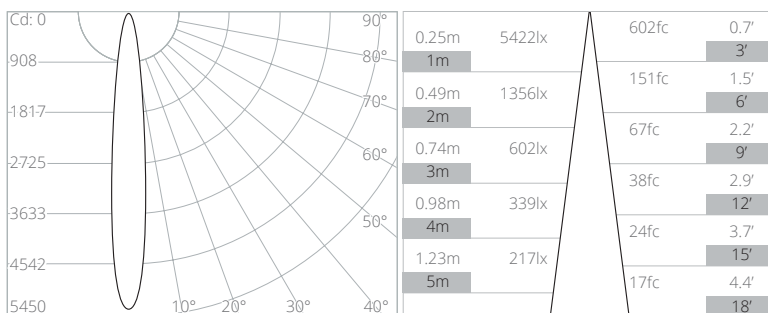 Cd: 0
908
1817
2725
3633
4542
5450
10°
20°
30°
40°
50°
60°
70°
80°
90°
0.25m 5422lx
1m
0.49m 1356lx
2m
0.74m 602lx
3m
0.98m 339lx
4m
1.23m 217lx
5m
602fc 0.7'
3'
151fc 1.5'
6'
67fc 2.2'
9'
38fc 2.9'
12'
24fc 3.7'
15'
17fc 4.4'
18'